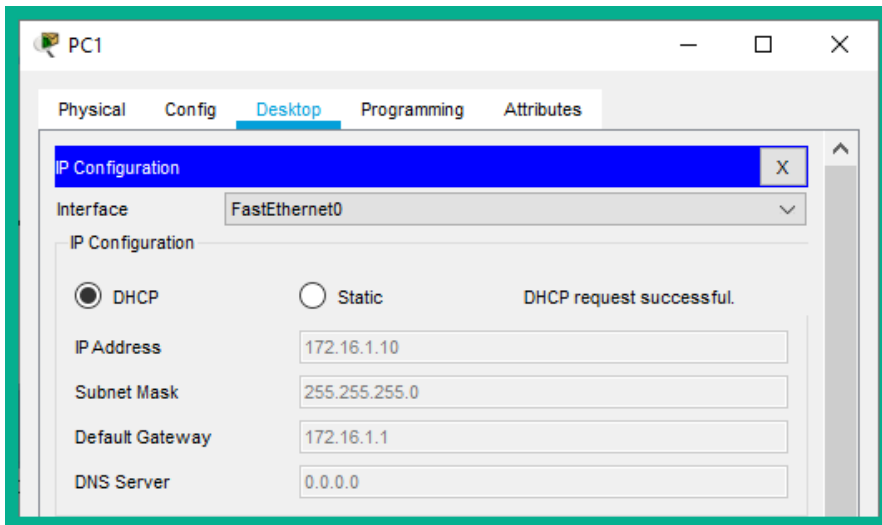 PC1
Physical Config Desktop Programming Attributes
IP Configuration X
Interface FastEthernet0
IP Configuration
DHCP Static DHCP request successful.
IP Address 172.16.1.10
Subnet Mask 255.255.255.0
Default Gateway 172.16.1.1
DNS Server 0.0.0.0